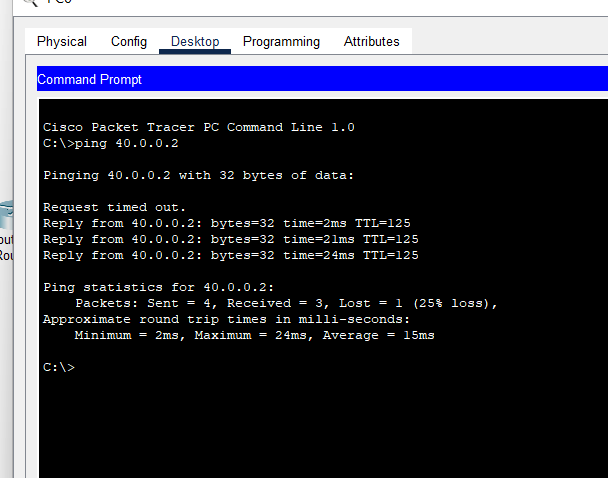 Physical Config Desktop Programming Attributes
Command Prompt
Cisco Packet Tracer PC Command Line 1.0
C:\>ping 40.0.0.2
Pinging 40.0.0.2 with 32 bytes of data:
Request timed out.
Reply from 40.0.0.2: bytes=32 time=2ms TTL=125
Reply from 40.0.0.2: bytes=32 time=21ms TTL=125
Reply from 40.0.0.2: bytes=32 time=24ms TTL=125
Ping statistics for 40.0.0.2:
Packets: Sent = 4, Received = 3, Lost = 1 (25% loss),
Approximate round trip times in milli-seconds:
Minimum = 2ms, Maximum = 24ms, Average = 15ms
C:\>